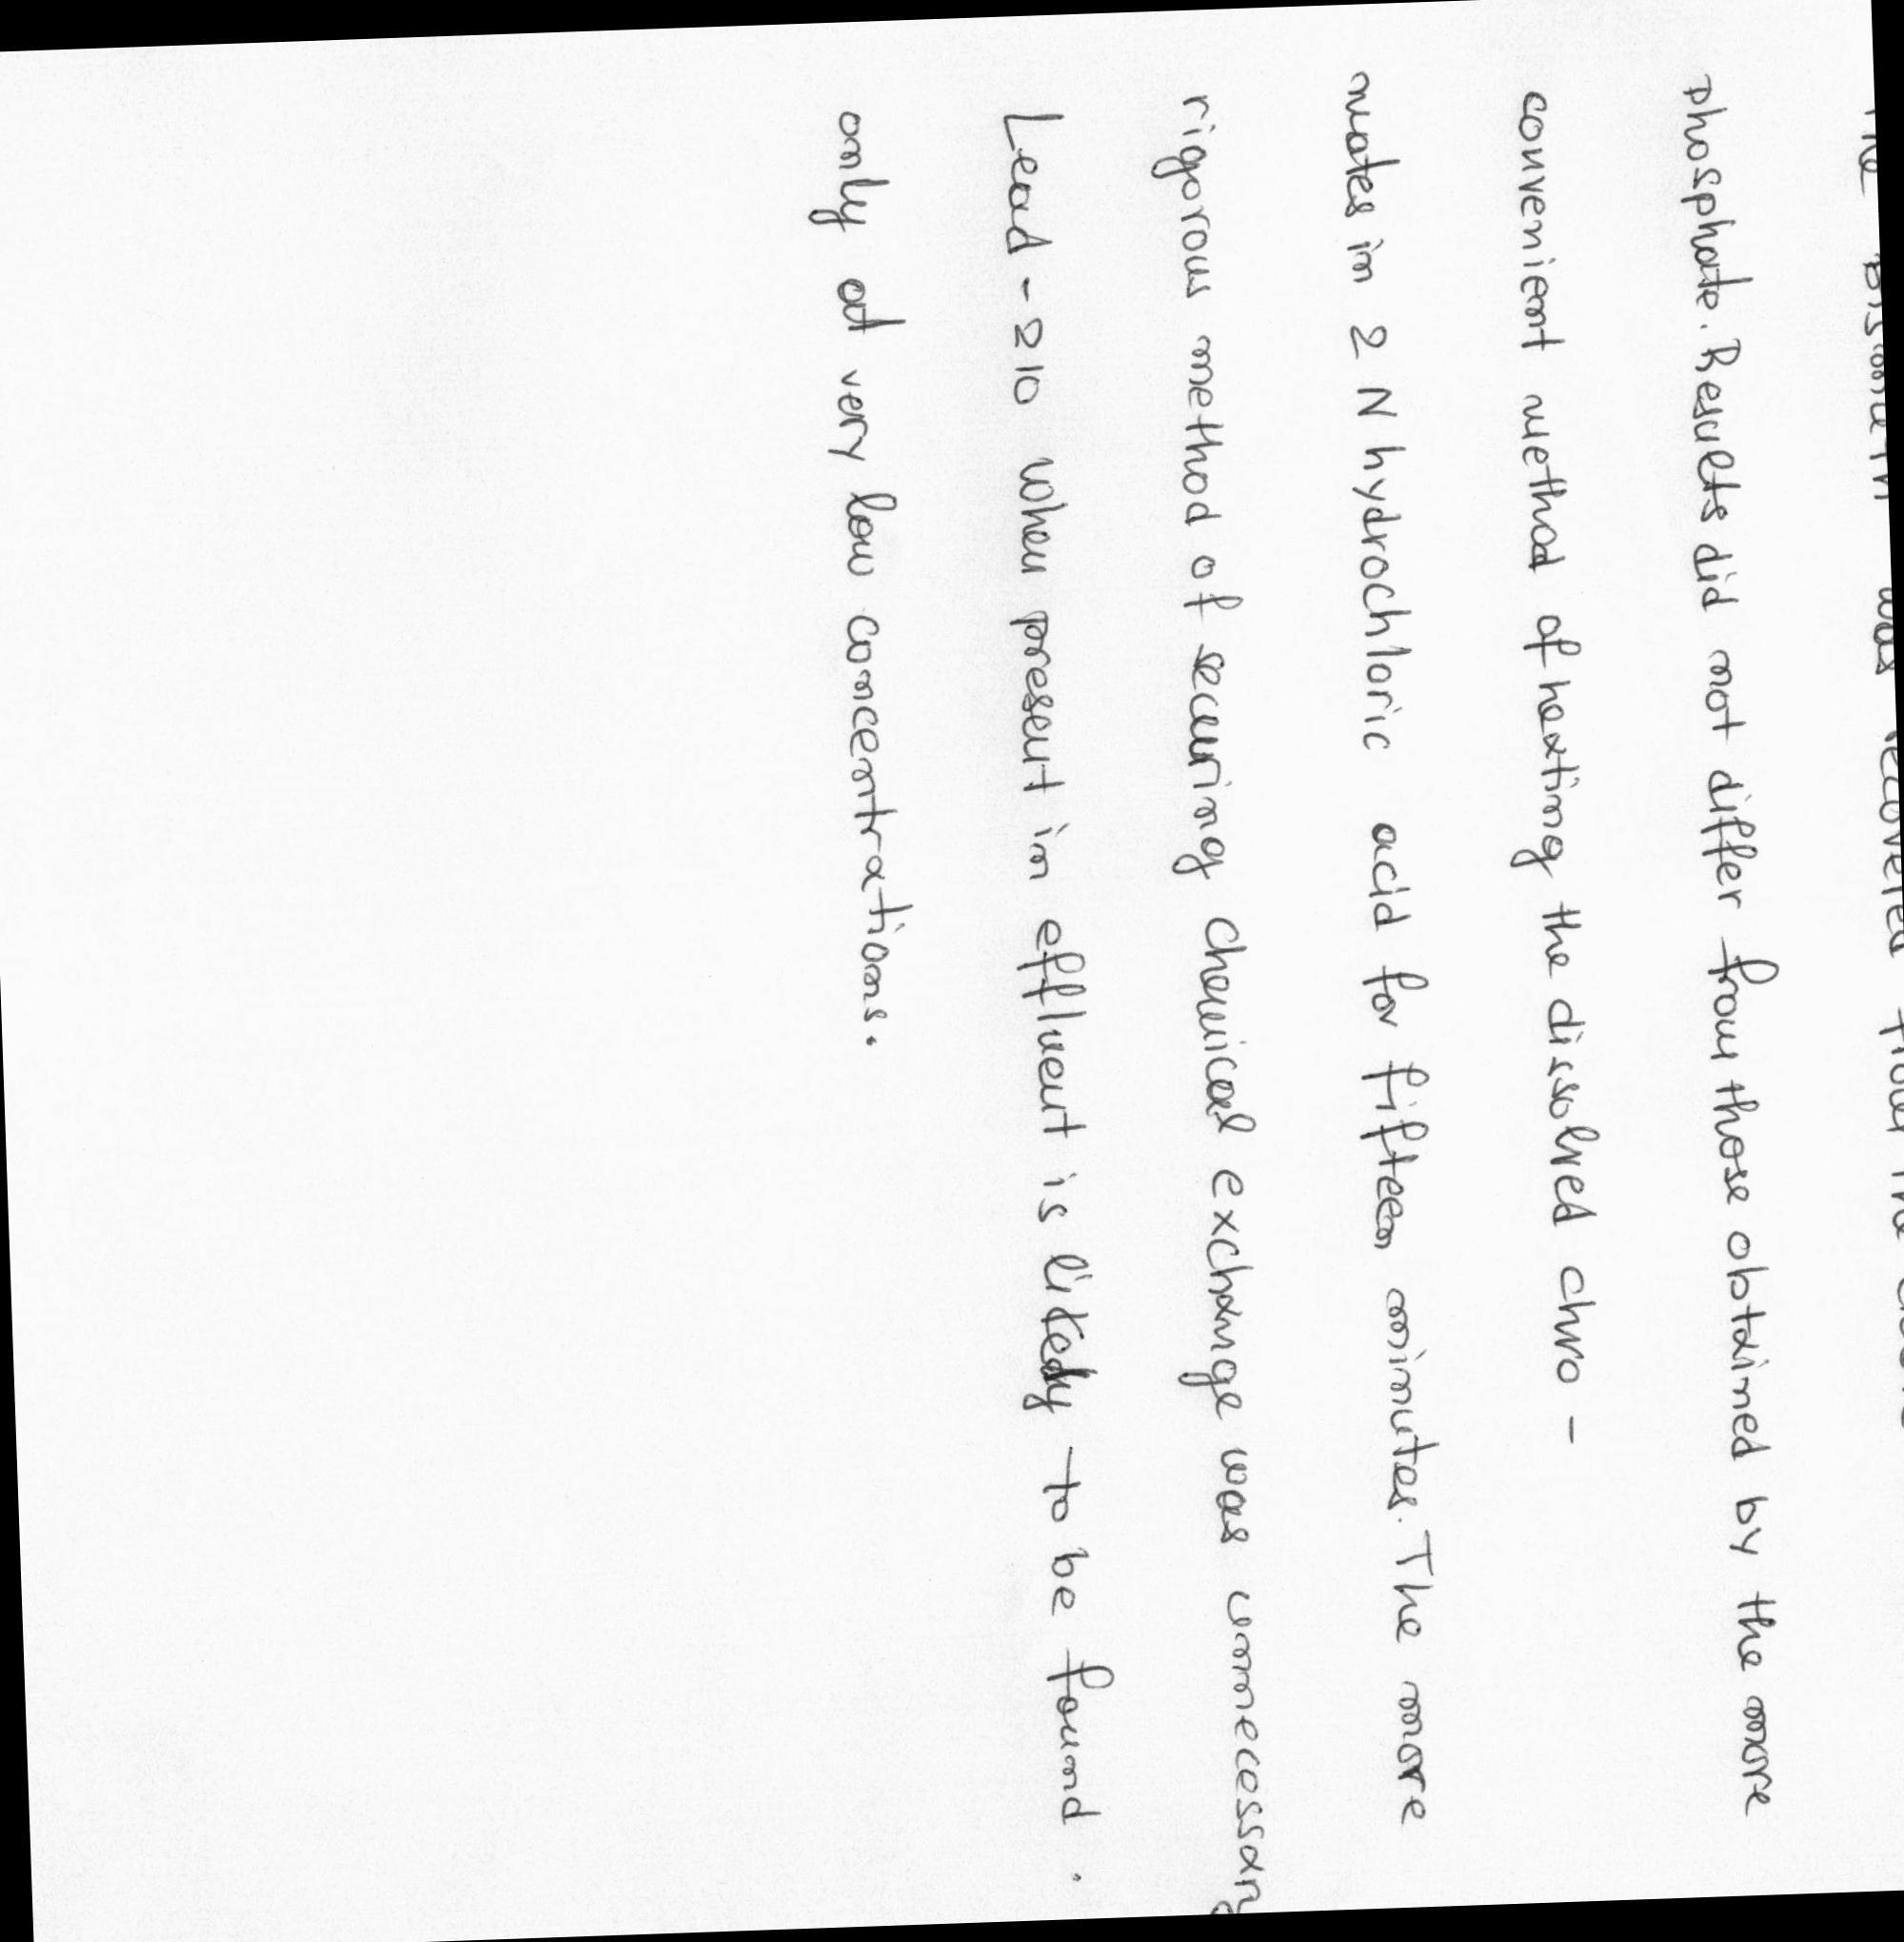 The Bismuth was recovered from the
phosphate. Results did not differ from those obtained by the more
convenient method of heating the dissolved chro -
mates in 2 N hydrochloric acid for fifteen minutes. The more
rigorous method of securing chemical exchange was unnecessary
Lead - 210 when present in effluent is likely to be found .
only at very low concentrations.